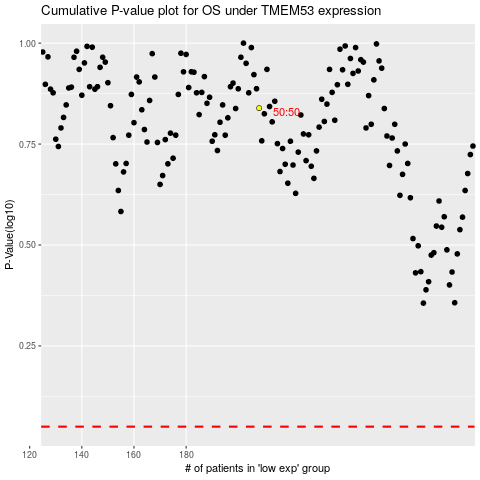 Cumulative P-value plot for OS under TMEM53 expression
P-Value(log10)
1.00
0.75
0.50
0.25
50:50
120 140 160 180
# of patients in 'low exp' group